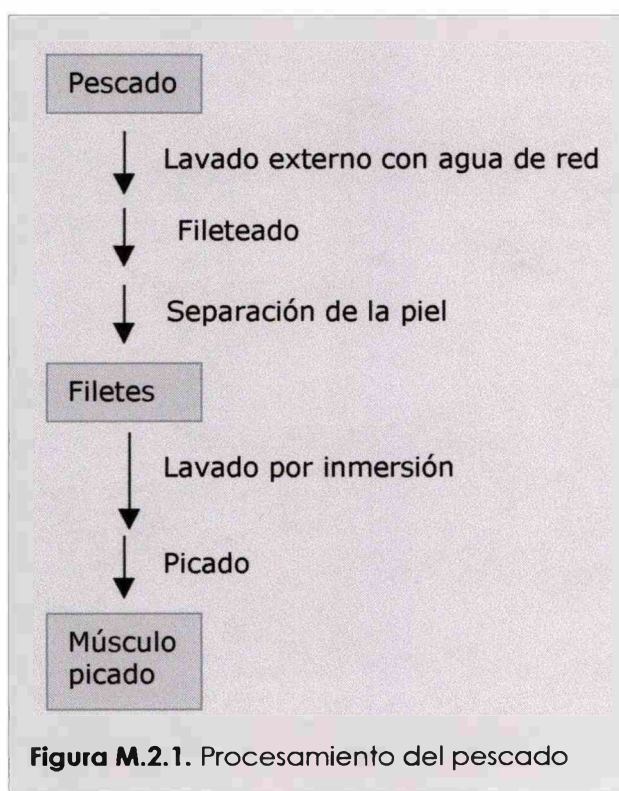 Pescado
Lavado externo con agua de red
Fileteado
Separación de la piel
Filetes
Lavado por inmersión
Picado
Músculo
picado
Figura M.2.1. Procesamiento del pescado